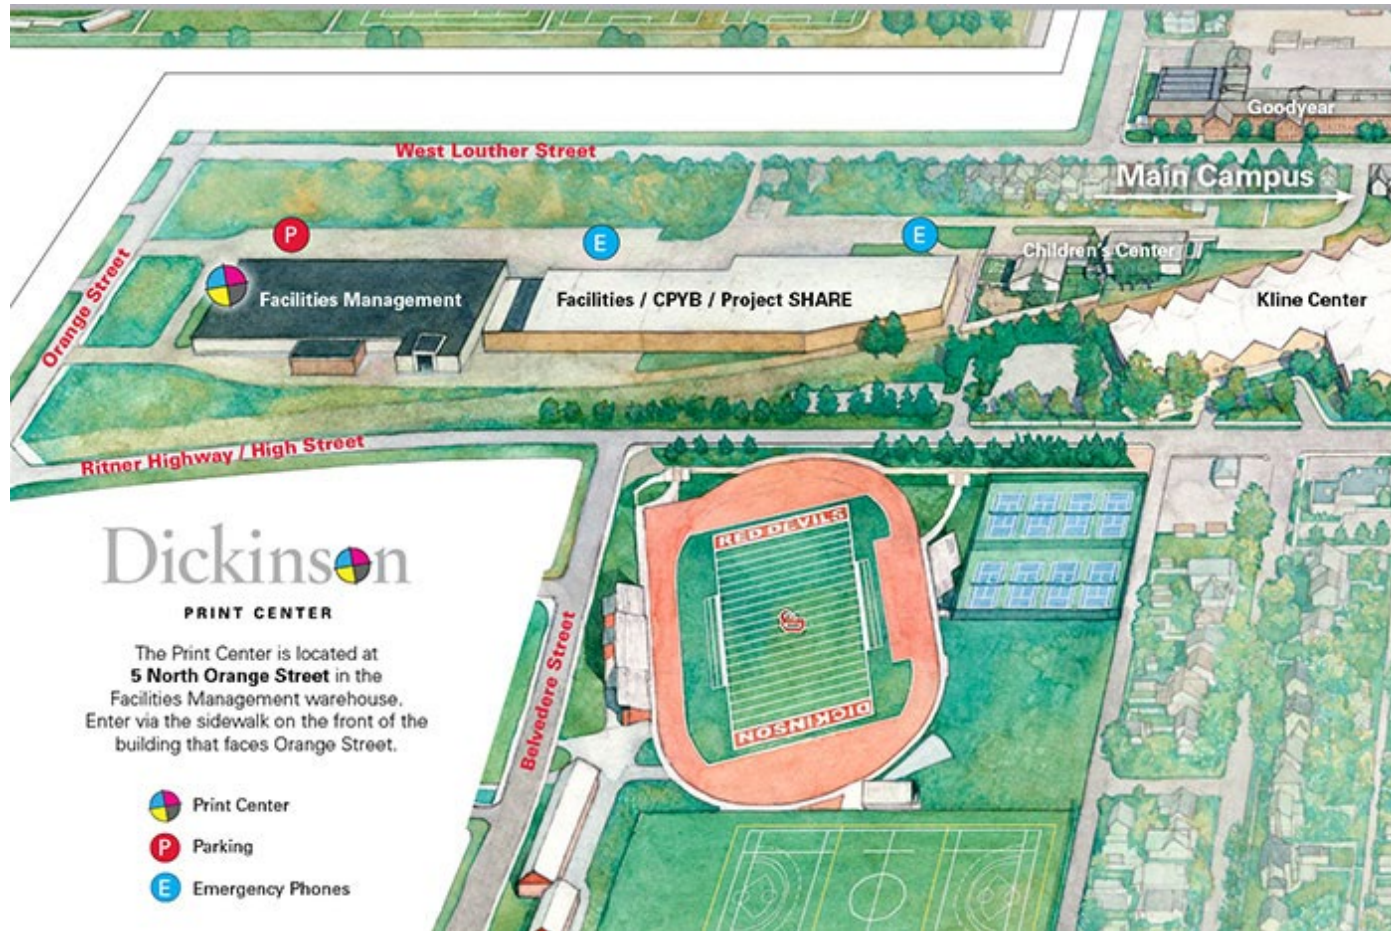 Goodyear
West Louther Street
Main Campus
P
E
E
Children's Center
Orange Street
Facilities Management
Facilities / CPYB / Project SHARE
Kline Center
Ritner Highway / High Street
RED DEVILS
DICKINSON
Belvedere Street
Dickinson
PRINT CENTER
The Print Center is located at
5 North Orange Street in the
Facilities Management warehouse.
Enter via the sidewalk on the front of the
building that faces Orange Street.
Print Center
P Parking
E Emergency Phones